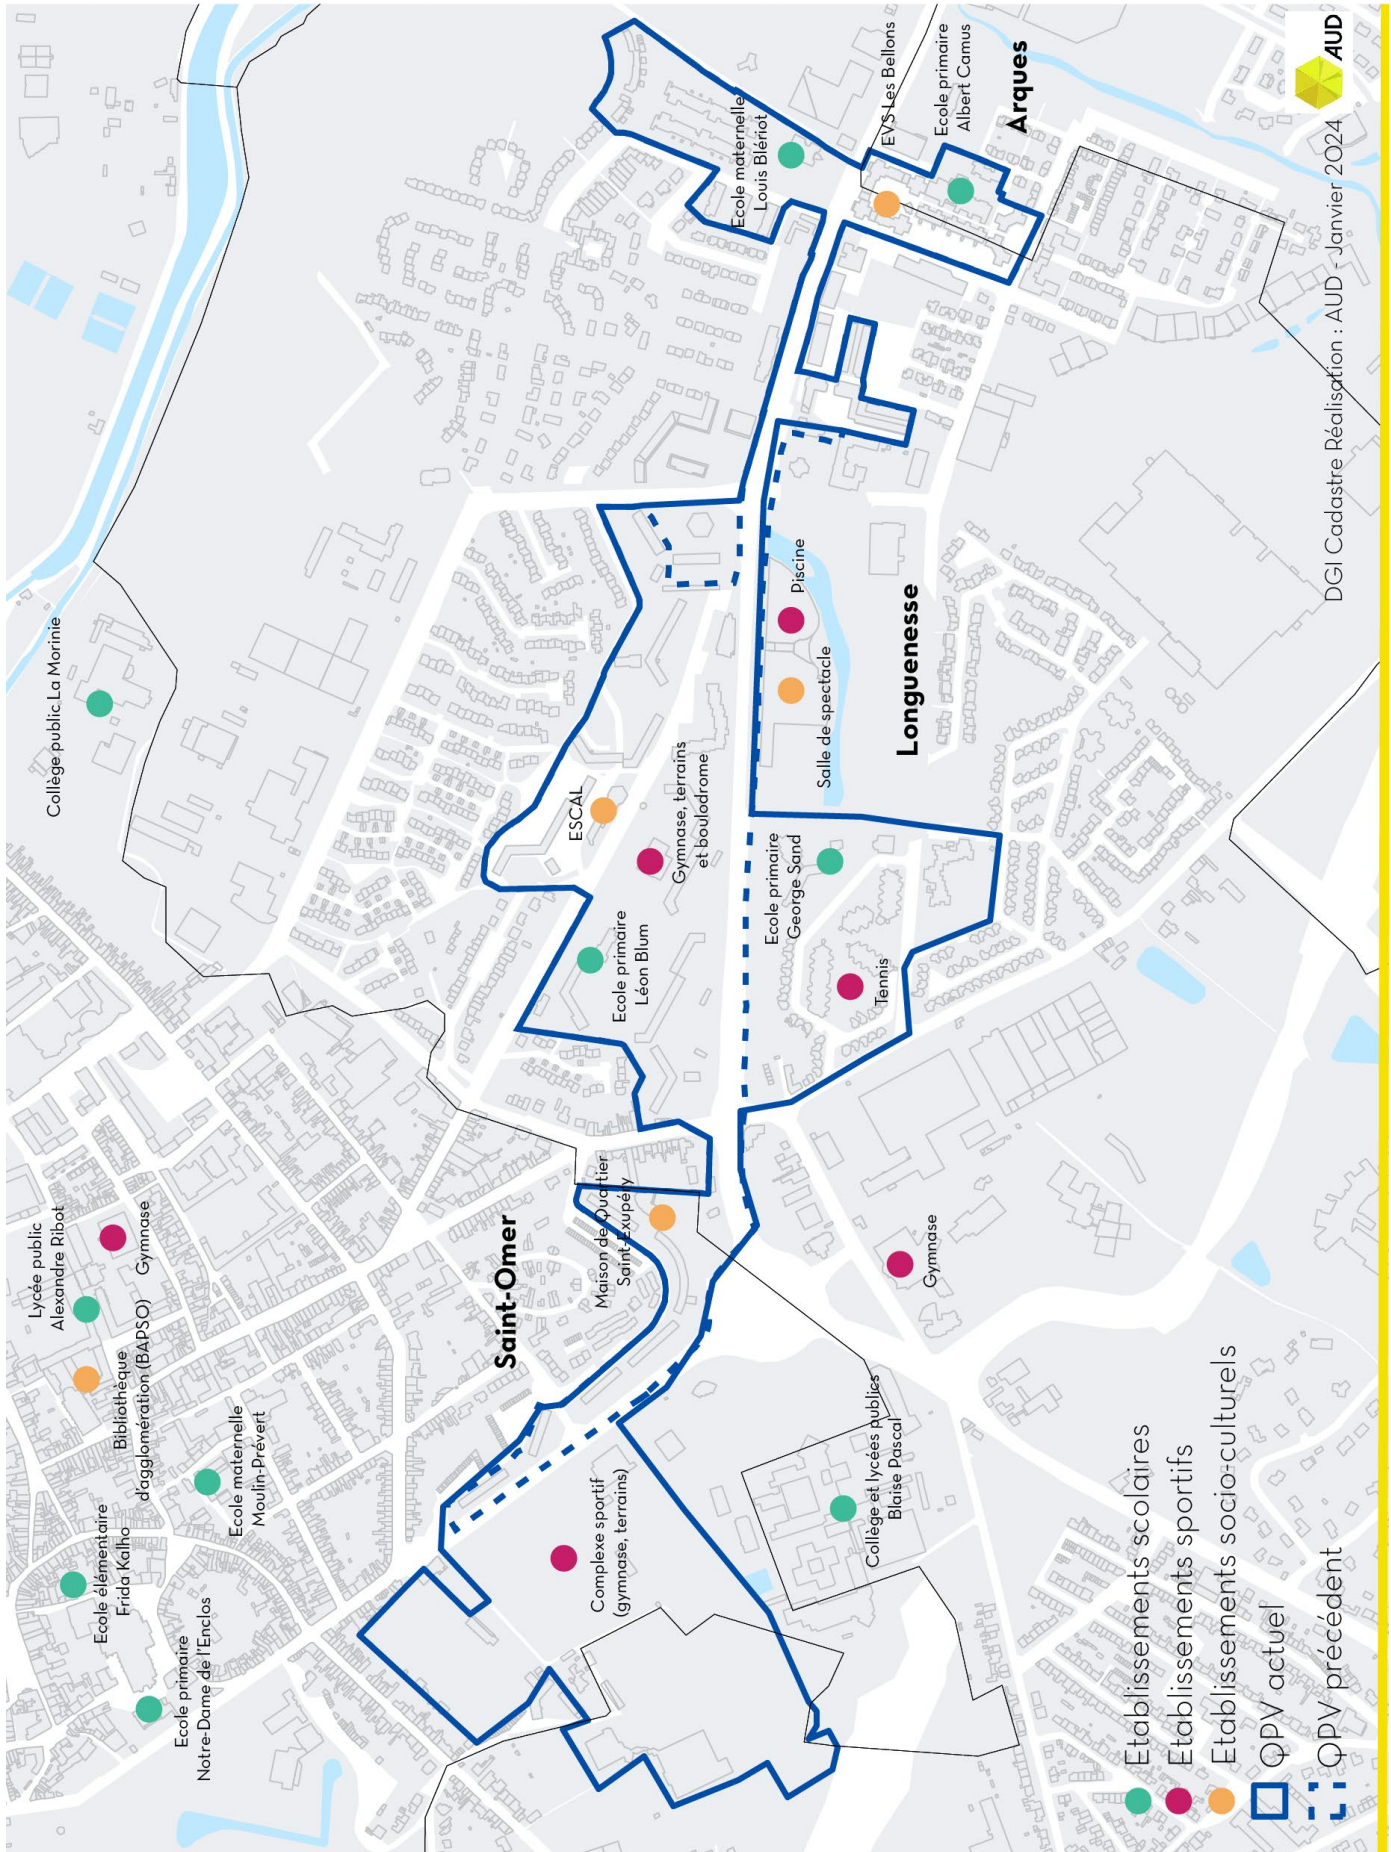 Collège public La Morinie
Lycée public
Alexandre Ribot
Gymnase
Bibliothèque
d'agglomération (BAPSO)
Ecole maternelle
Moulin-Prévert
Ecole élémentaire
Frida Kalho
Ecole primaire
Notre-Dame de l'Enclos
Saint-Omer
Maison de Quartier
Saint-Exupéry
Complexe sportif
(gymnase, terrains)
Ecole primaire
Léon Blum
ESCAL
Gymnase, terrains
et boulodrome
Ecole maternelle
Louis Blériot
EVS Les Bellons
Ecole primaire
Albert Camus
Arques
Piscine
Salle de spectacle
Longuenesse
Ecole primaire
George Sand
Tennis
Gymnase
Collège et lycées publics
Blaise Pascal
Etablissements scolaires
Etablissements sportifs
Etablissements socio-culturels
QPV actuel
QPV précédent
DGI Cadastre Réalisation : AUD - Janvier 2024
AUD